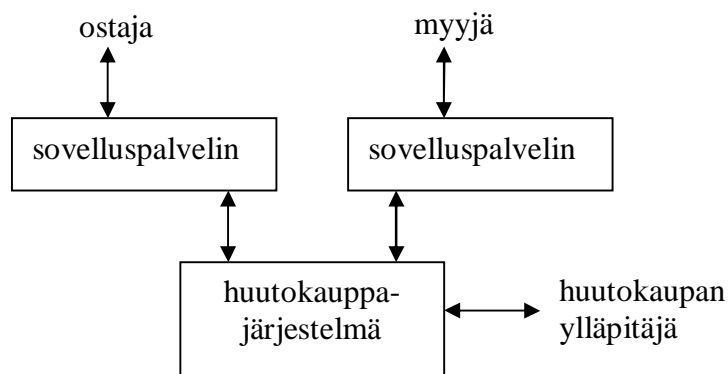 ostaja
myyjä
sovelluspalvelin
sovelluspalvelin
huutokauppa-
järjestelmä
huutokaupan
ylläpitäjä